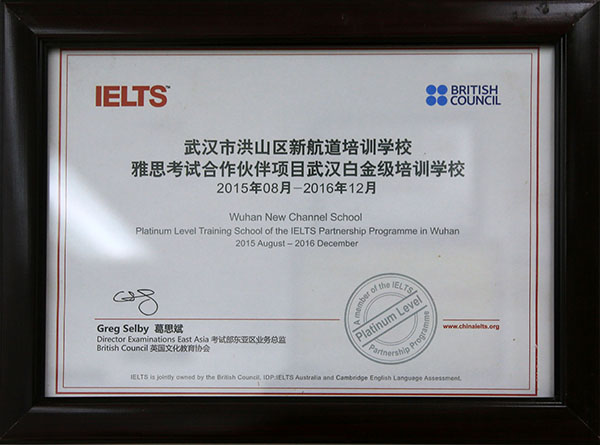 IELTS™
BRITISH
COUNCIL
武汉市洪山区新航道培训学校
雅思考试合作伙伴项目武汉白金级培训学校
2015年08月－2016年12月
Wuhan New Channel School
Platinum Level Training School of the IELTS Partnership Programme in Wuhan
2015 August – 2016 December
A member of the IELTS
Platinum Level
Partnership Programme
Greg Selby 葛思斌
Director Examinations East Asia 考试部东亚区业务总监
British Council 英国文化教育协会
www.chinaielts.org
IELTS is jointly owned by the British Council, IDP:IELTS Australia and Cambridge English Language Assessment.